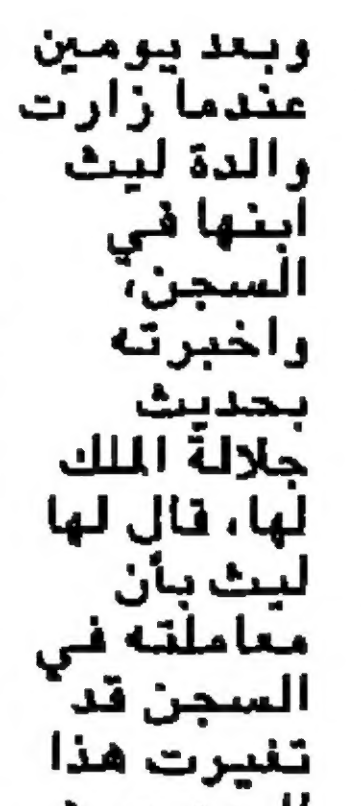 وبعد يومين
عندما زارت
والدة ليث
ابنها في
السجن،
واخبرته
بحديث
جلالة الملك
لها، قال لها
ليث بأن
معاملته في
السجن قد
تغيرت هذا